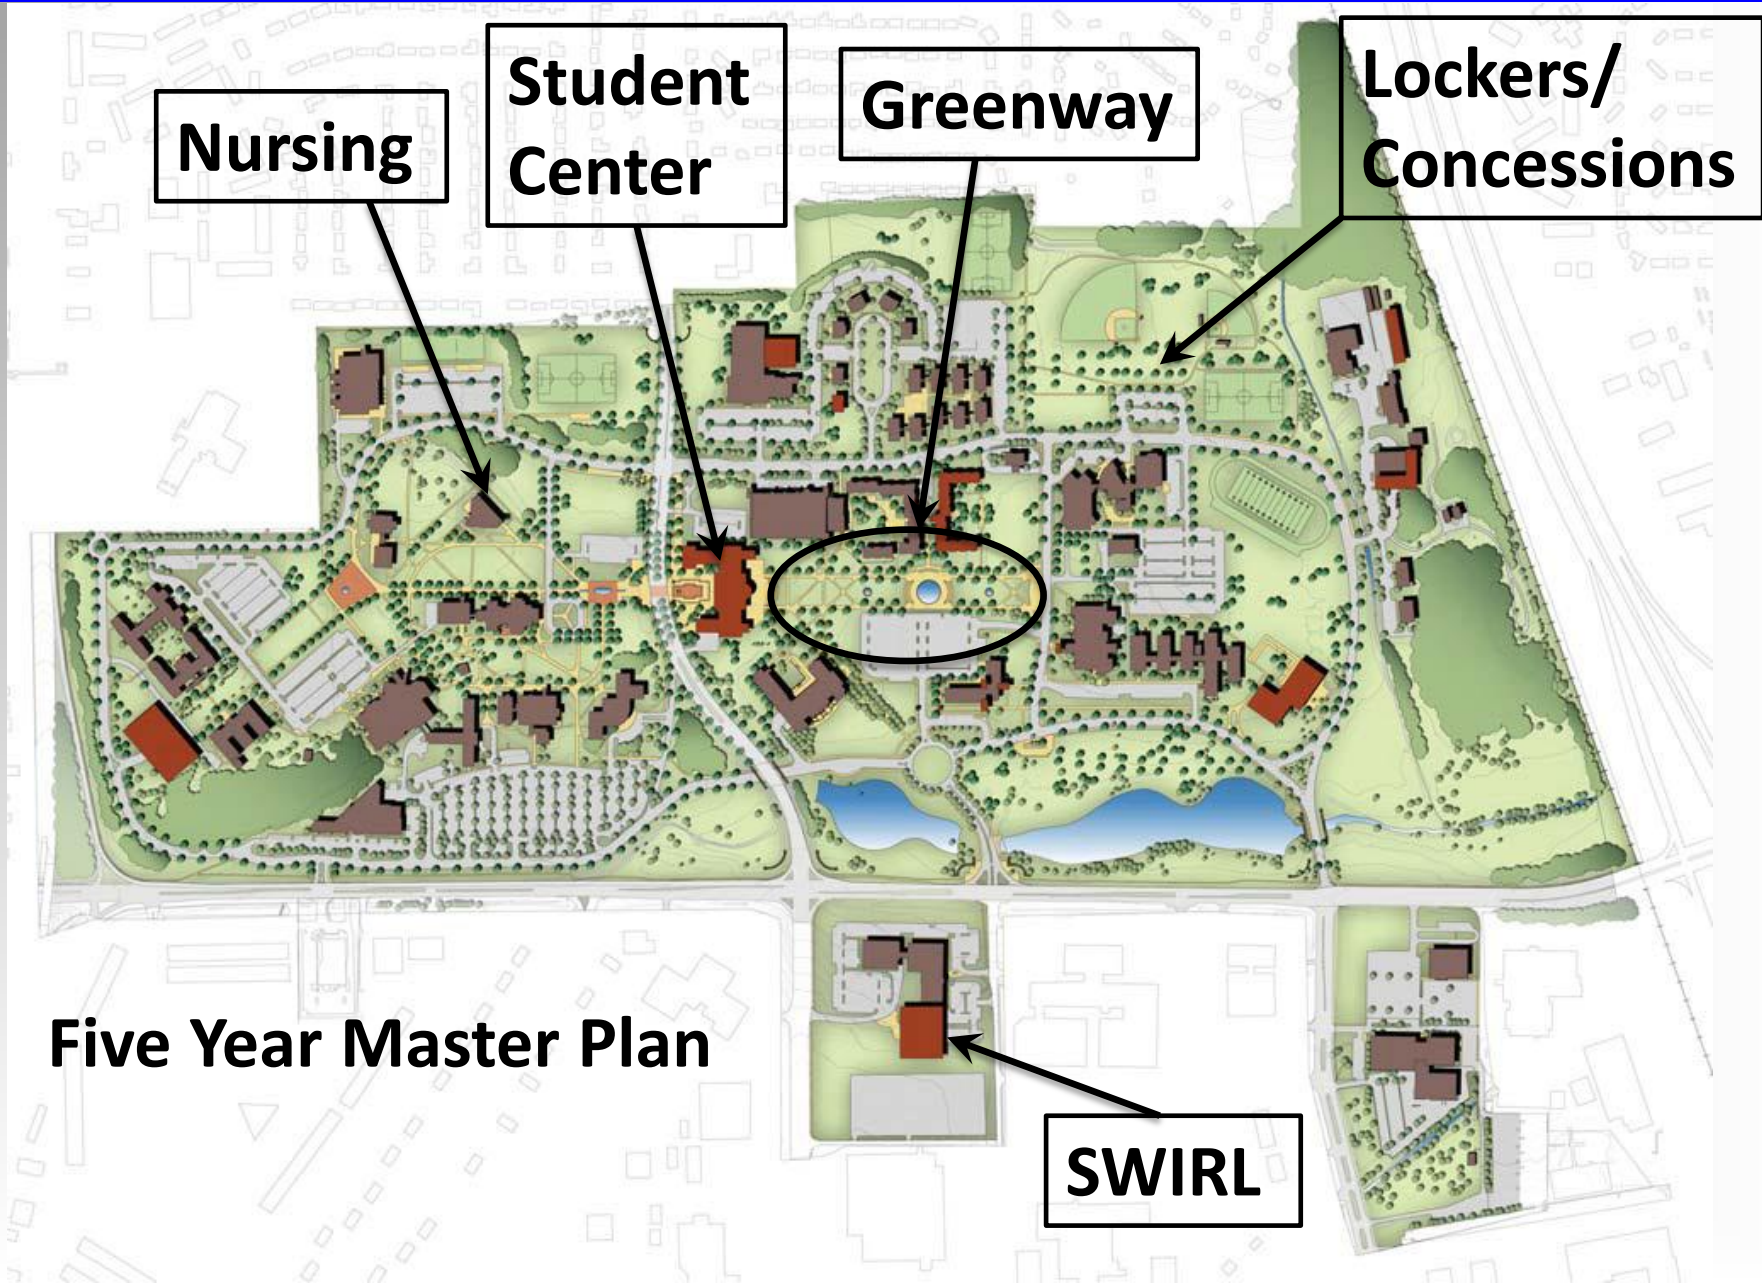 Nursing
Student
Center
Greenway
Lockers/
Concessions
Five Year Master Plan
SWIRL